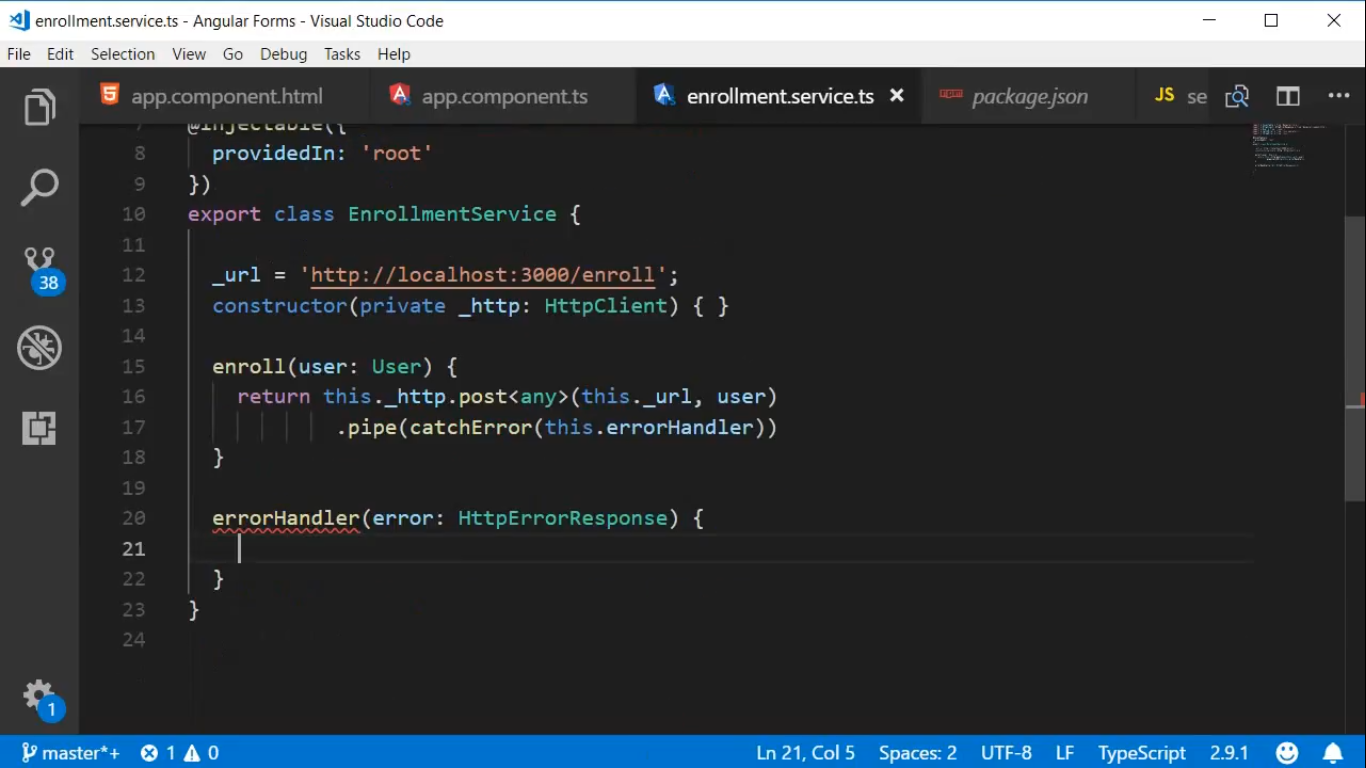 enrollment.service.ts - Angular Forms - Visual Studio Code
File Edit Selection View Go Debug Tasks Help
app.component.html app.component.ts enrollment.service.ts package.json JS se
7 @Injectable({
8 providedIn: 'root'
9 })
10 export class EnrollmentService {
11
12 _url = 'http://localhost:3000/enroll';
13 constructor(private _http: HttpClient) { }
14
15 enroll(user: User) {
16 return this._http.post<any>(this._url, user)
17 .pipe(catchError(this.errorHandler))
18 }
19
20 errorHandler(error: HttpErrorResponse) {
21
22 }
23 }
24
38
1
master*+ 1 0 Ln 21, Col 5 Spaces: 2 UTF-8 LF TypeScript 2.9.1